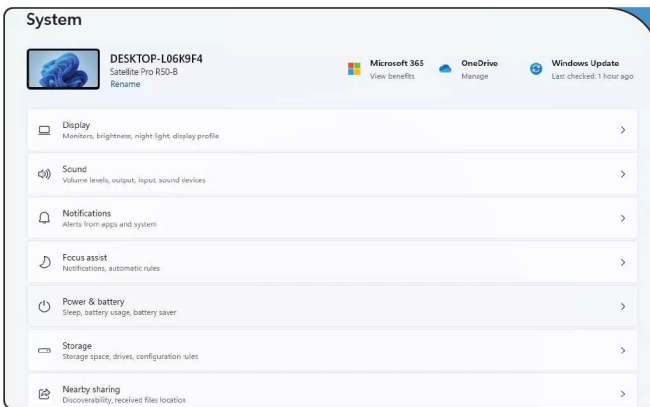 System
DESKTOP-L06K9F4
Satellite Pro R50-B
Rename
Microsoft 365
View benefits
OneDrive
Manage
Windows Update
Last checked: 1 hour ago
Display
Monitors, brightness, night light, display profile
Sound
Volume levels, output, input, sound devices
Notifications
Alerts from apps and system
Focus assist
Notifications, automatic rules
Power & battery
Sleep, battery usage, battery saver
Storage
Storage space, drives, configuration rules
Nearby sharing
Discoverability, received files location